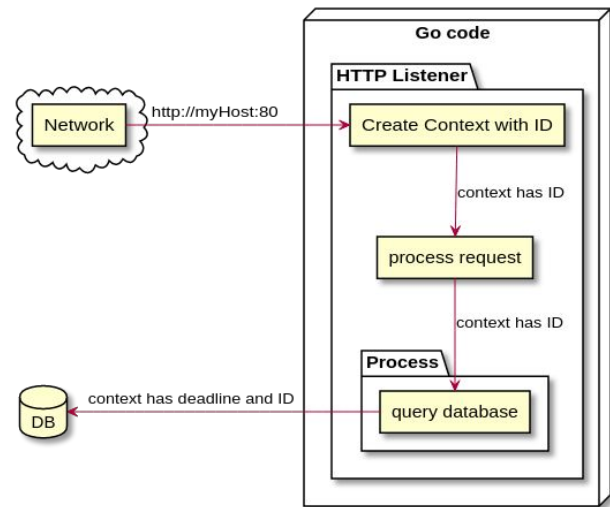 Go code
HTTP Listener
Network
http://myHost:80
Create Context with ID
context has ID
process request
context has ID
Process
context has deadline and ID
query database
DB